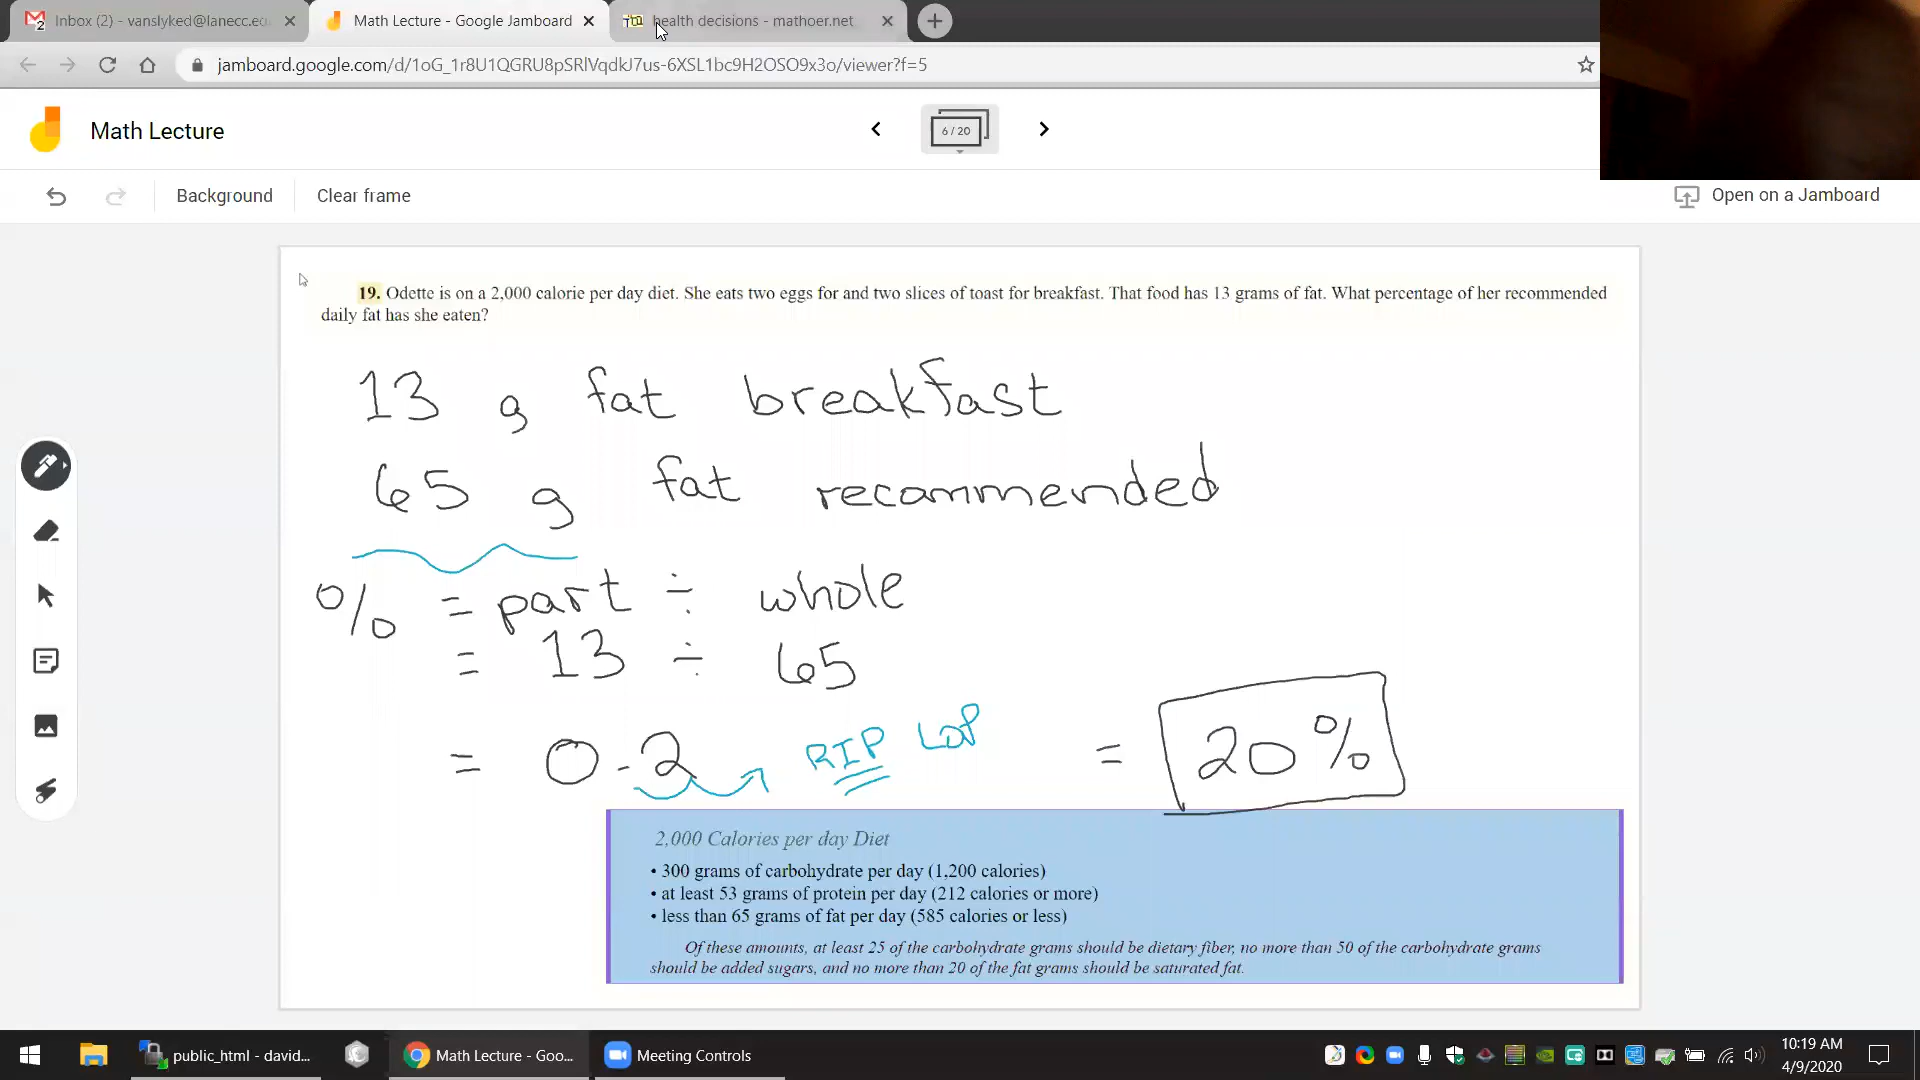 Inbox (2) - vanslyked@lanecc.ec
Math Lecture - Google Jamboard
health decisions - mathoer.net
jamboard.google.com/d/1oG_1r8U1QGRU8pSRlVqdkJ7us-6XSL1bc9H2OSO9x3o/viewer?f=5
Math Lecture
6 / 20
Background
Clear frame
Open on a Jamboard
19. Odette is on a 2,000 calorie per day diet. She eats two eggs for and two slices of toast for breakfast. That food has 13 grams of fat. What percentage of her recommended
daily fat has she eaten?
13 g fat breakfast
65 g fat recommended
% = part ÷ whole
= 13 ÷ 65
= 0.2 RIP LDP = 20%
2,000 Calories per day Diet
• 300 grams of carbohydrate per day (1,200 calories)
• at least 53 grams of protein per day (212 calories or more)
• less than 65 grams of fat per day (585 calories or less)
Of these amounts, at least 25 of the carbohydrate grams should be dietary fiber, no more than 50 of the carbohydrate grams
should be added sugars, and no more than 20 of the fat grams should be saturated fat.
public_html - david...
Math Lecture - Goo...
Meeting Controls
10:19 AM
4/9/2020